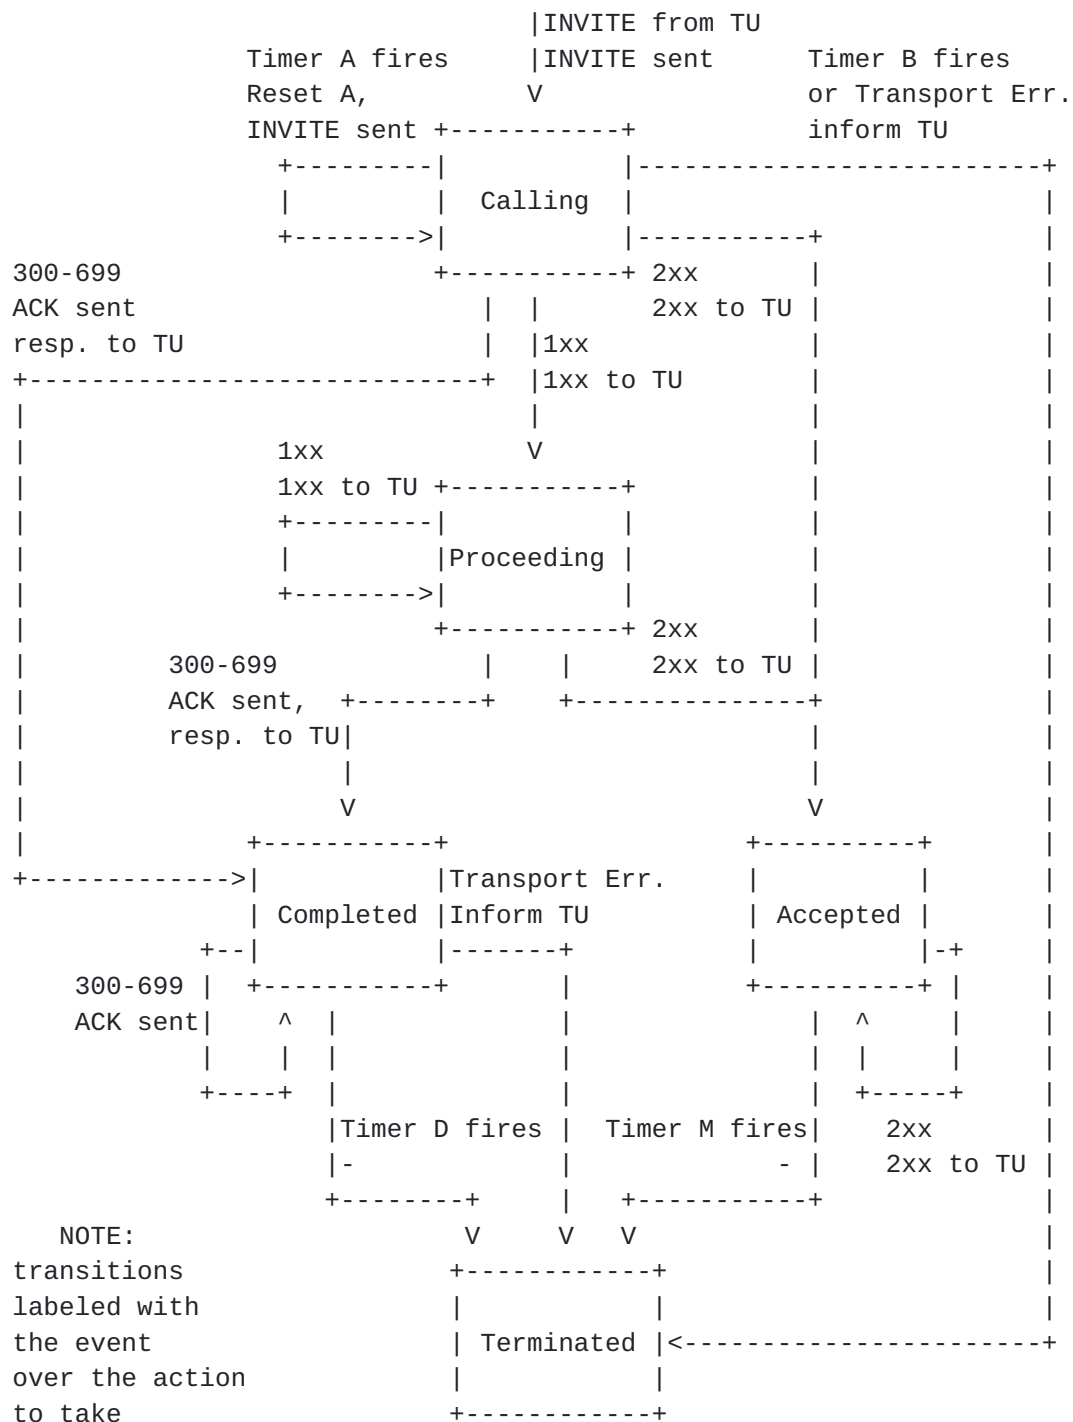 |INVITE from TU
Timer A fires     |INVITE sent      Timer B fires
Reset A,          V                 or Transport Err.
INVITE sent +-----------+           inform TU
+---------|           |--------------------------+
|         |  Calling  |                          |
+-------->|           |-----------+              |
300-699                    +-----------+ 2xx       |              |
ACK sent                      |  |       2xx to TU |              |
resp. to TU                   |  |1xx              |              |
+-----------------------------+  |1xx to TU        |              |
|                                |                 |              |
|                1xx             V                 |              |
|                1xx to TU +-----------+           |              |
|                +---------|           |           |              |
|                |         |Proceeding |           |              |
|                +-------->|           |           |              |
|                          +-----------+ 2xx       |              |
|         300-699             |    |     2xx to TU |              |
|         ACK sent,  +--------+    +---------------+              |
|         resp. to TU|                             |              |
|                    |                             |              |
|                    V                             V              |
|              +-----------+                   +----------+       |
+------------->|           |Transport Err.     |          |       |
| Completed |Inform TU          | Accepted |       |
+--|           |-------+           |          |-+     |
300-699 |  +-----------+       |           +----------+ |     |
ACK sent|    ^  |              |               |  ^     |     |
|    |  |              |               |  |     |     |
+----+  |              |               |  +-----+     |
|Timer D fires |  Timer M fires|    2xx       |
|-             |             - |    2xx to TU |
+--------+     |   +-----------+              |
NOTE:                     V     V   V                          |
transitions                 +------------+                        |
labeled with                |            |                        |
the event                   | Terminated |<-----------------------+
over the action             |            |
to take                     +------------+